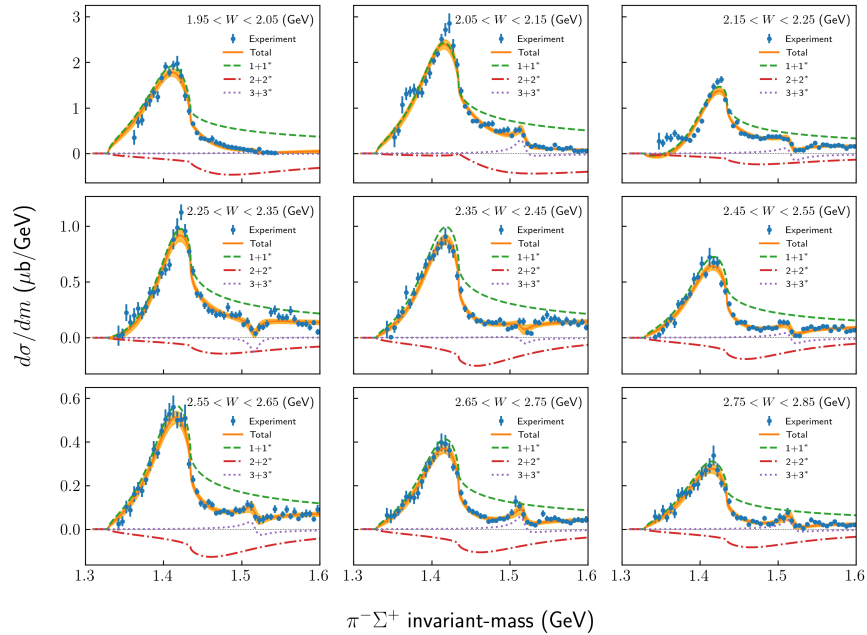 1.95 < W < 2.05 (GeV)
Experiment
Total
1+1*
2+2*
3+3*
2.05 < W < 2.15 (GeV)
Experiment
Total
1+1*
2+2*
3+3*
2.15 < W < 2.25 (GeV)
Experiment
Total
1+1*
2+2*
3+3*
3
2
1
0
2.25 < W < 2.35 (GeV)
Experiment
Total
1+1*
2+2*
3+3*
2.35 < W < 2.45 (GeV)
Experiment
Total
1+1*
2+2*
3+3*
2.45 < W < 2.55 (GeV)
Experiment
Total
1+1*
2+2*
3+3*
1.0
0.5
0.0
dσ/dm (μb/GeV)
2.55 < W < 2.65 (GeV)
Experiment
Total
1+1*
2+2*
3+3*
2.65 < W < 2.75 (GeV)
Experiment
Total
1+1*
2+2*
3+3*
2.75 < W < 2.85 (GeV)
Experiment
Total
1+1*
2+2*
3+3*
0.6
0.4
0.2
0.0
1.3 1.4 1.5 1.6
1.4 1.5 1.6
1.4 1.5 1.6
π⁻Σ⁺ invariant-mass (GeV)